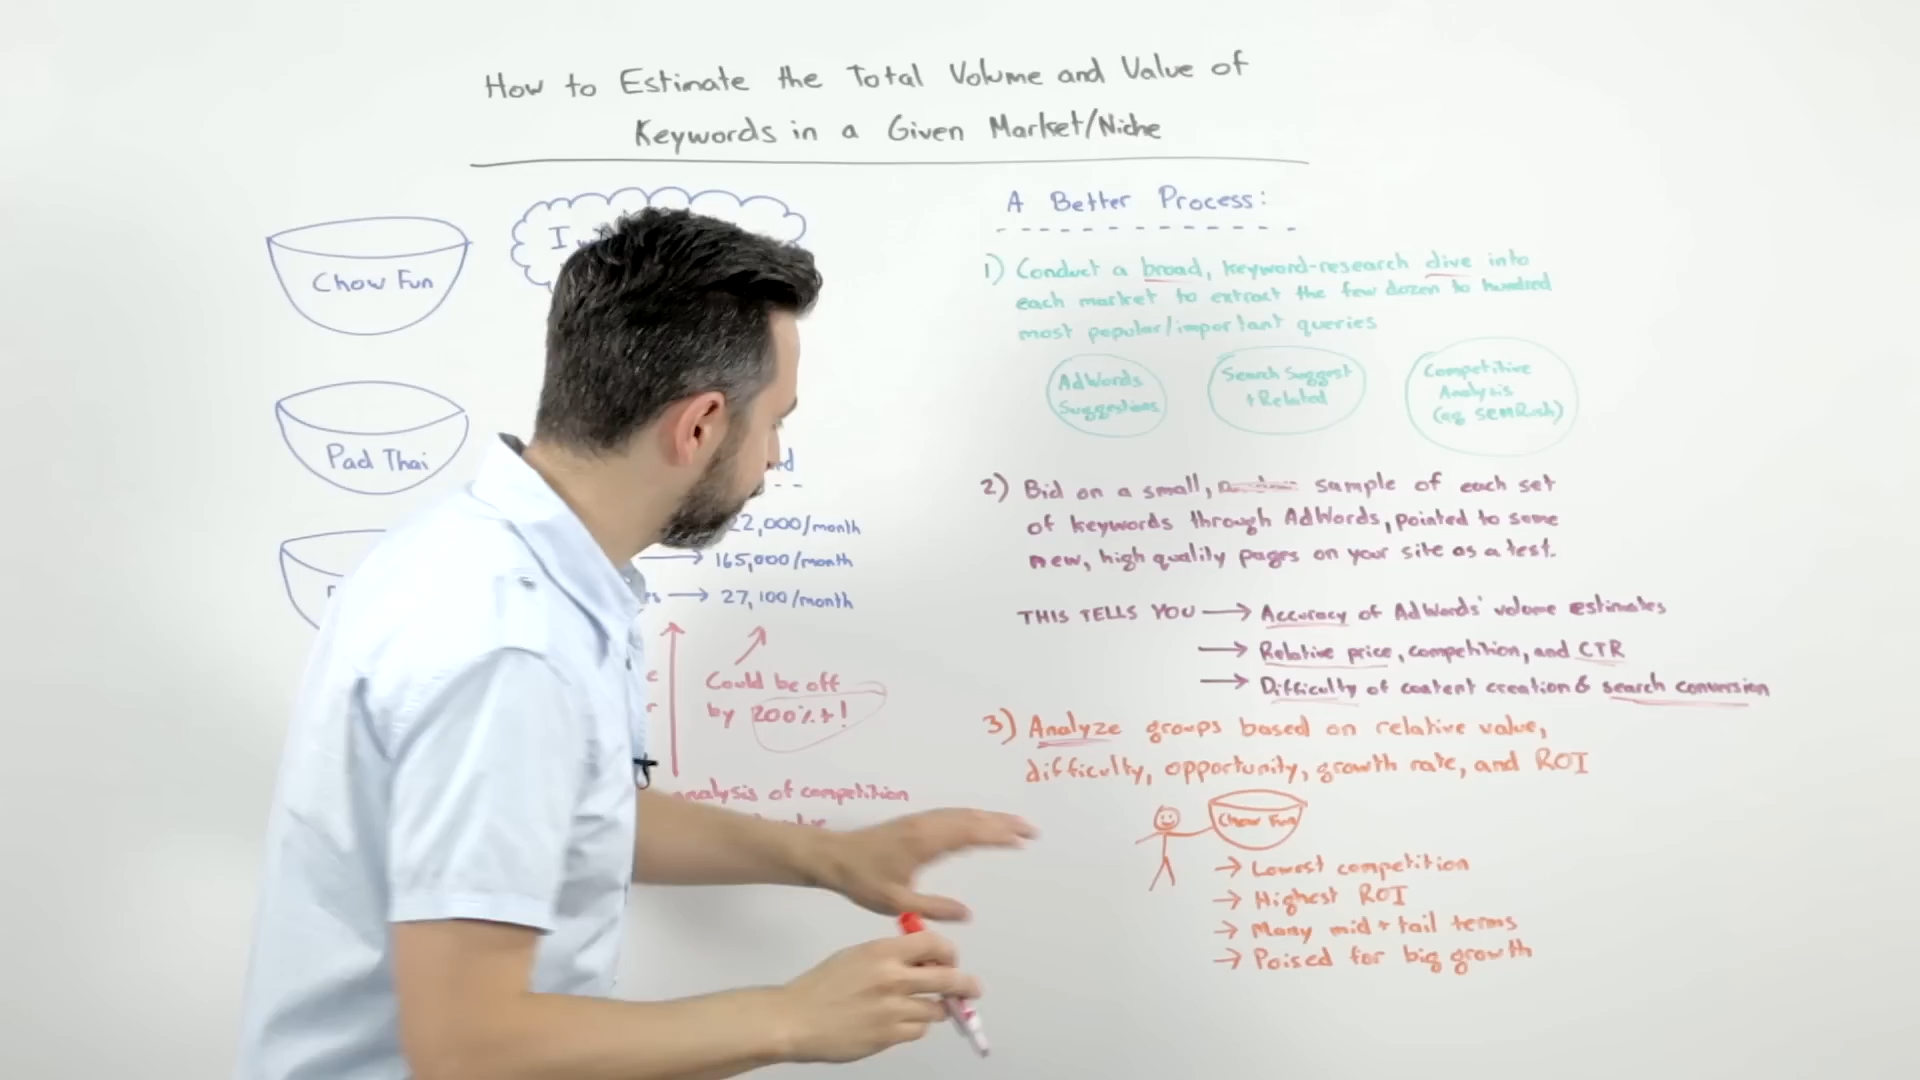 How to Estimate the Total Volume and Value of
Keywords in a Given Market/Niche
Chow Fun
I
Pad Thai
22,000/month
165,000/month
27,100/month
Could be off
by 200%+!
analysis of competition
A Better Process:
1) Conduct a broad, keyword-research dive into
each market to extract the few dozen to hundred
most popular/important queries
AdWords
Suggestions
Search Suggest
+ Related
Competitive
Analysis
(eg SEMRush)
2) Bid on a small, sample of each set
of keywords through AdWords, pointed to some
new, high quality pages on your site as a test.
THIS TELLS YOU → Accuracy of AdWords' volume estimates
→ Relative price, competition, and CTR
→ Difficulty of content creation & search conversion
3) Analyze groups based on relative value,
difficulty, opportunity, growth rate, and ROI
Chow Fun
→ Lowest competition
→ Highest ROI
→ Many mid + tail terms
→ Poised for big growth